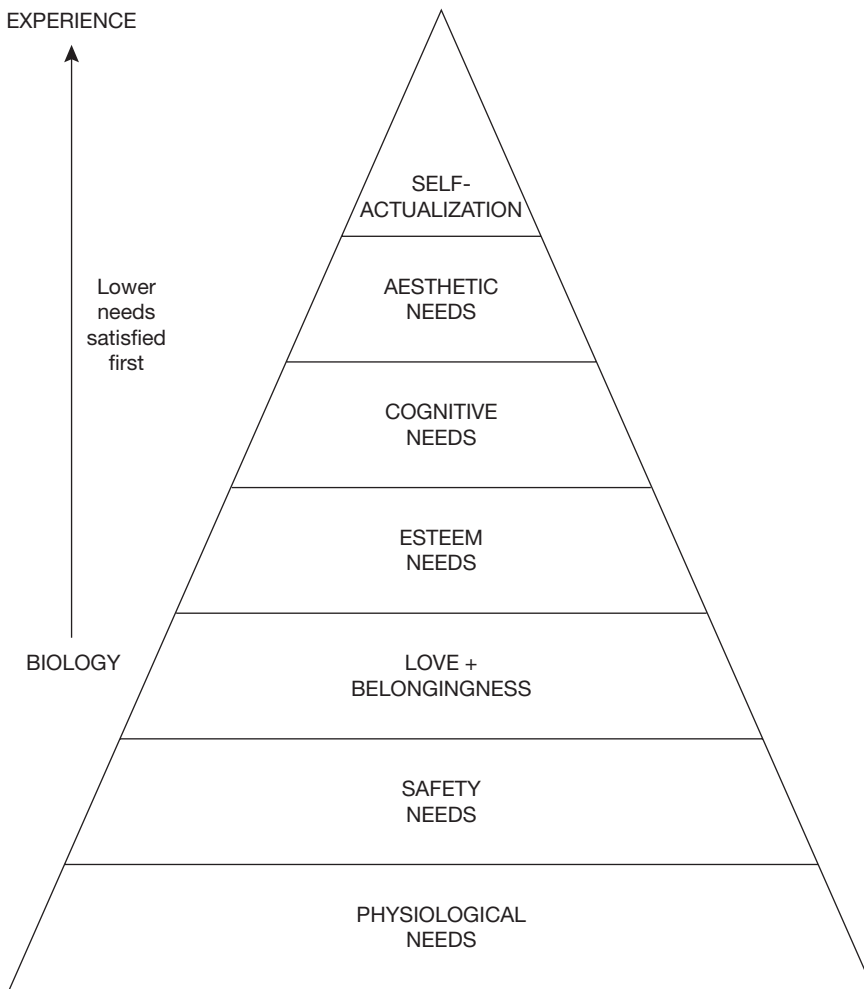 EXPERIENCE
SELF-
ACTUALIZATION
AESTHETIC
NEEDS
Lower
needs
satisfied
first
COGNITIVE
NEEDS
ESTEEM
NEEDS
BIOLOGY
LOVE +
BELONGINGNESS
SAFETY
NEEDS
PHYSIOLOGICAL
NEEDS